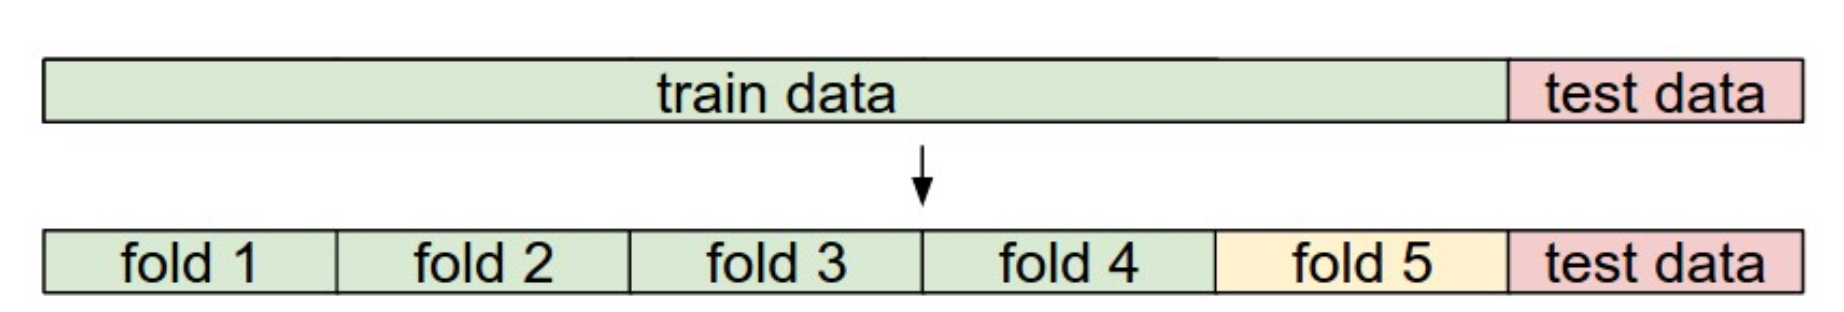 train data test data
fold 1 fold 2 fold 3 fold 4 fold 5 test data